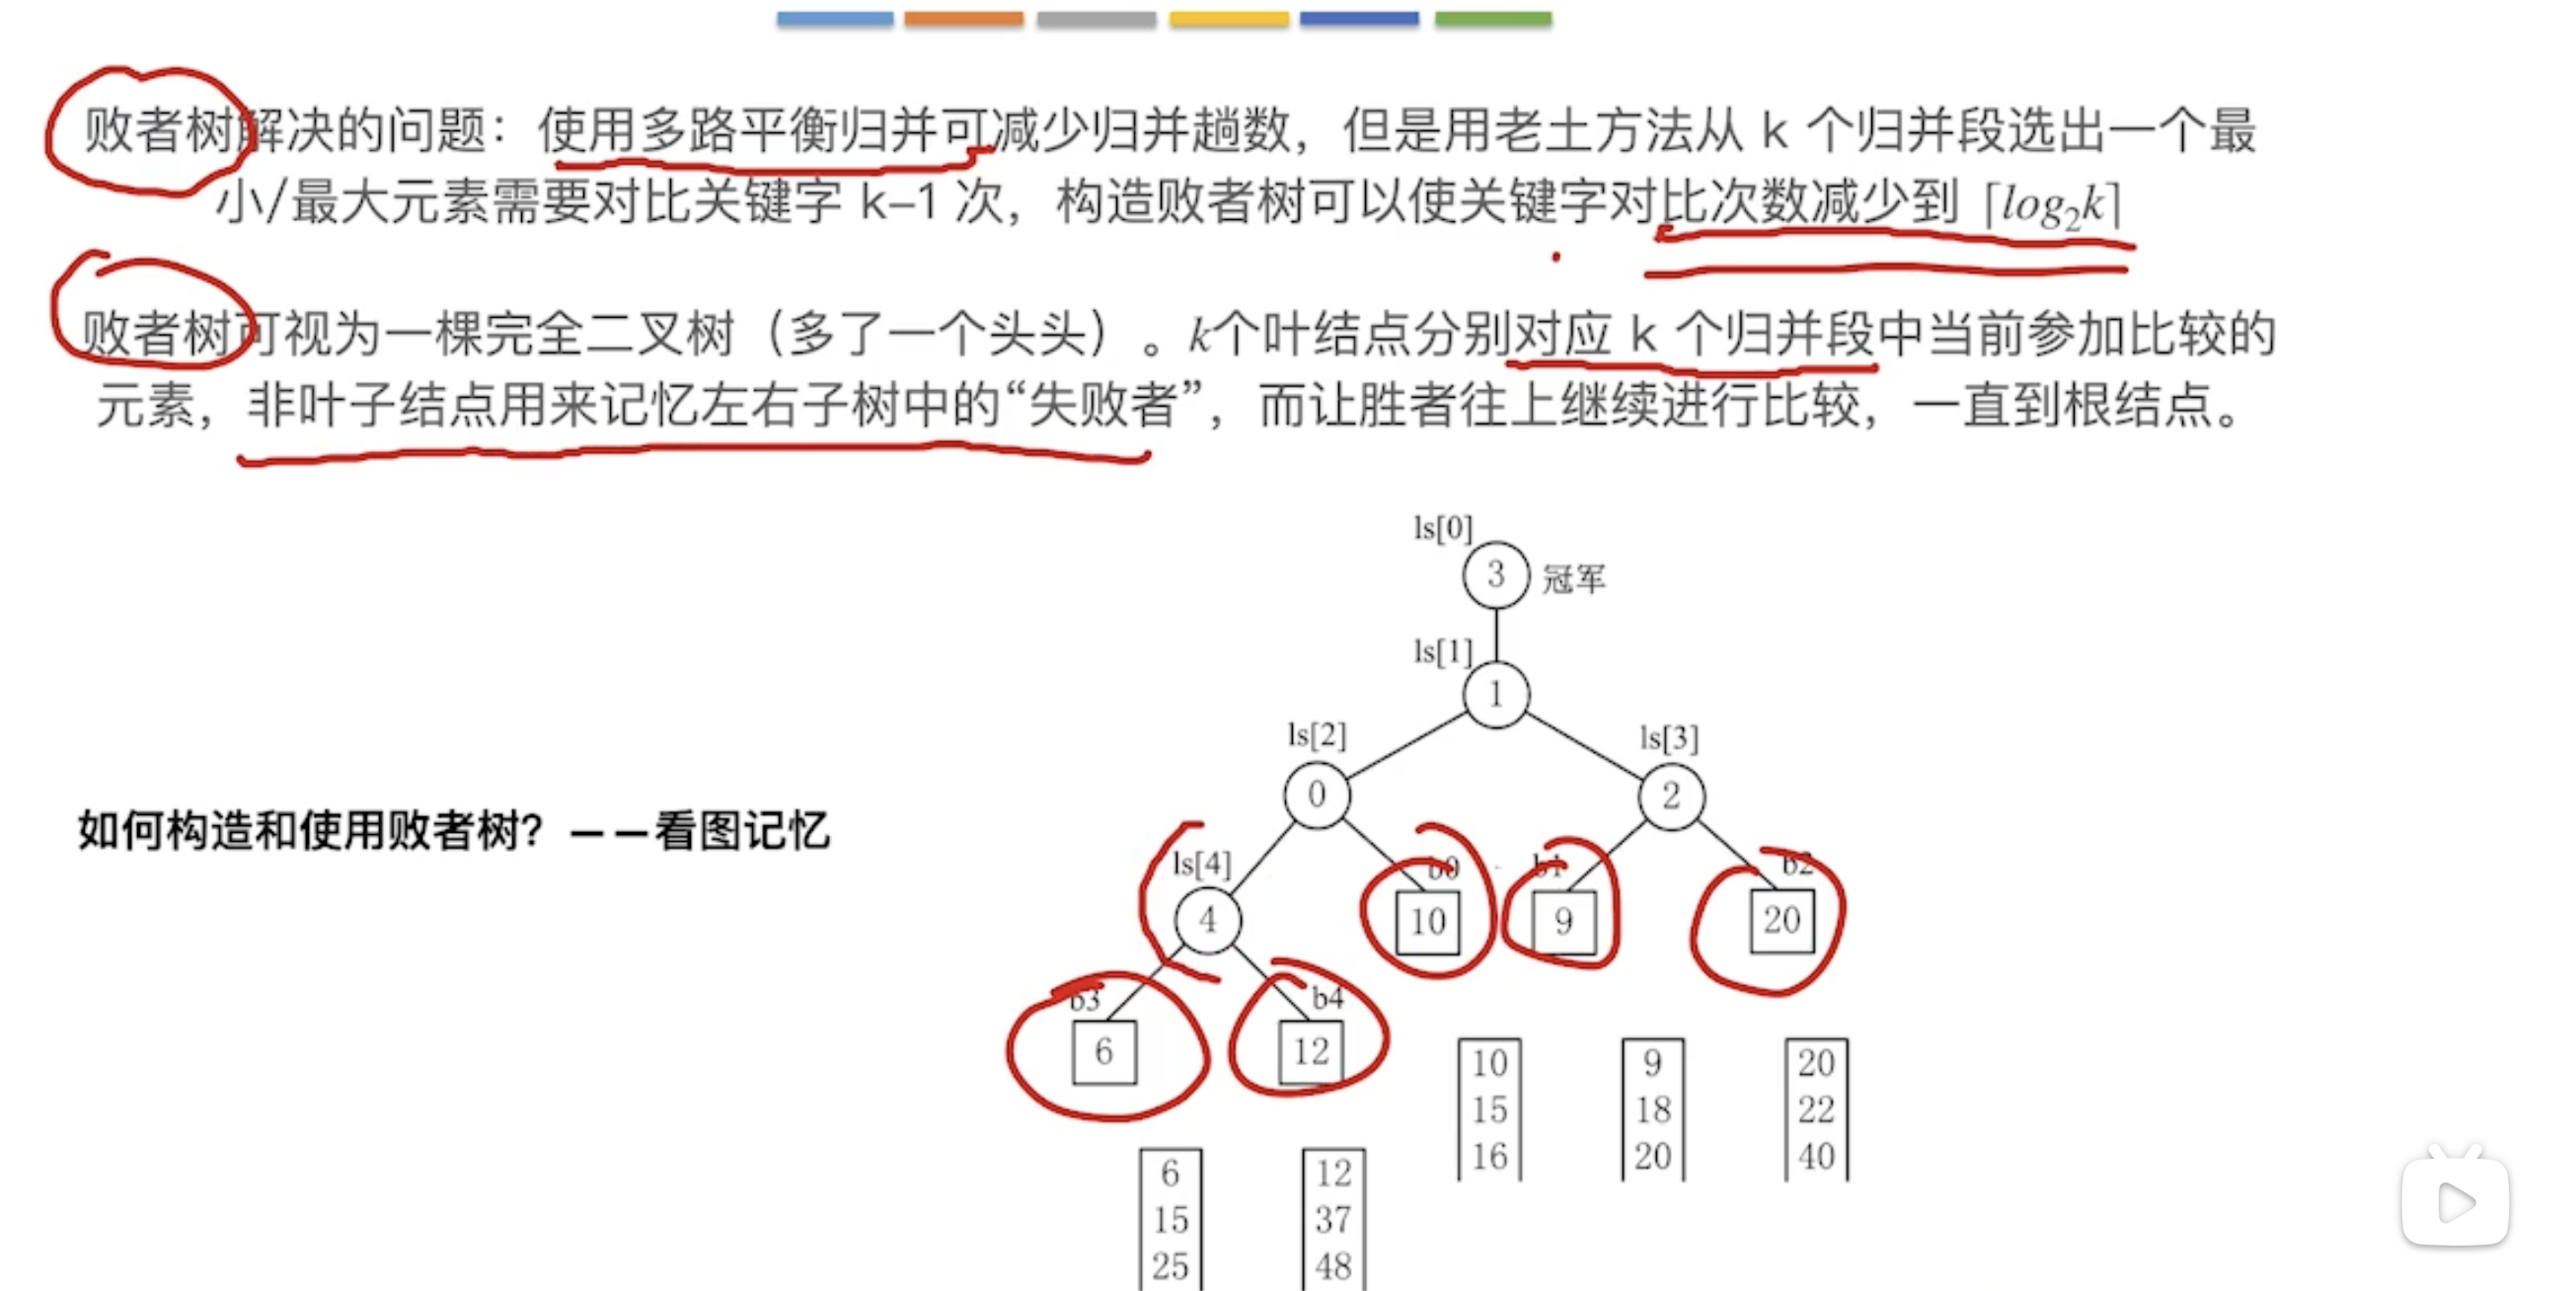 败者树解决的问题：使用多路平衡归并可减少归并趟数，但是用老土方法从 k 个归并段选出一个最
小/最大元素需要对比关键字 k–1 次，构造败者树可以使关键字对比次数减少到 ⌈log₂k⌉
败者树可视为一棵完全二叉树（多了一个头头）。k个叶结点分别对应 k 个归并段中当前参加比较的
元素，非叶子结点用来记忆左右子树中的“失败者”，而让胜者往上继续进行比较，一直到根结点。
ls[0]
3 冠军
ls[1]
1
ls[2] ls[3]
0 2
如何构造和使用败者树？——看图记忆
ls[4] b0 b1 b2
4 10 9 20
b3 b4
6 12
10 9 20
15 18 22
16 20 40
6 12
15 37
25 48